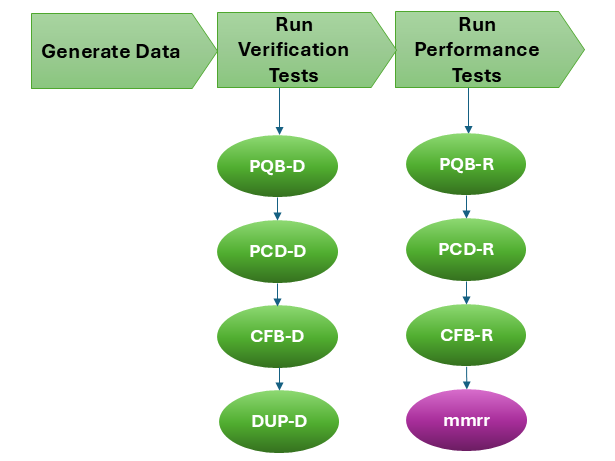 Generate Data
Run
Verification
Tests
Run
Performance
Tests
PQB-D
PCD-D
CFB-D
DUP-D
PQB-R
PCD-R
CFB-R
mmrr